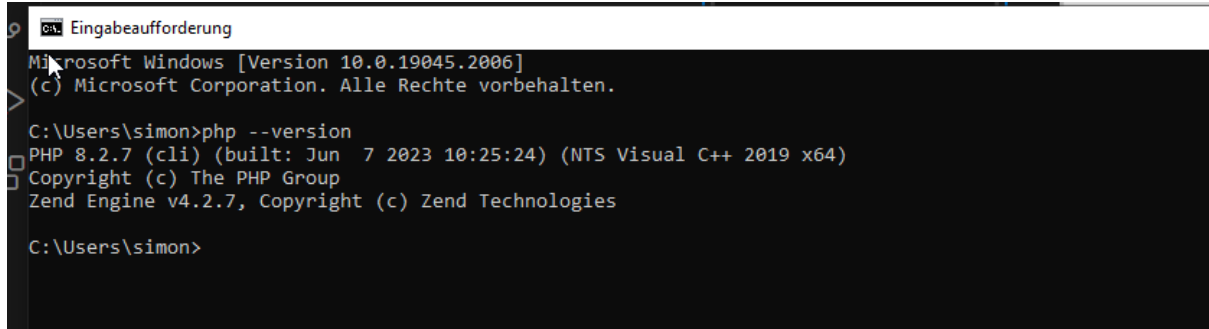 Eingabeaufforderung
Microsoft Windows [Version 10.0.19045.2006]
(c) Microsoft Corporation. Alle Rechte vorbehalten.
C:\Users\simon>php --version
PHP 8.2.7 (cli) (built: Jun  7 2023 10:25:24) (NTS Visual C++ 2019 x64)
Copyright (c) The PHP Group
Zend Engine v4.2.7, Copyright (c) Zend Technologies
C:\Users\simon>